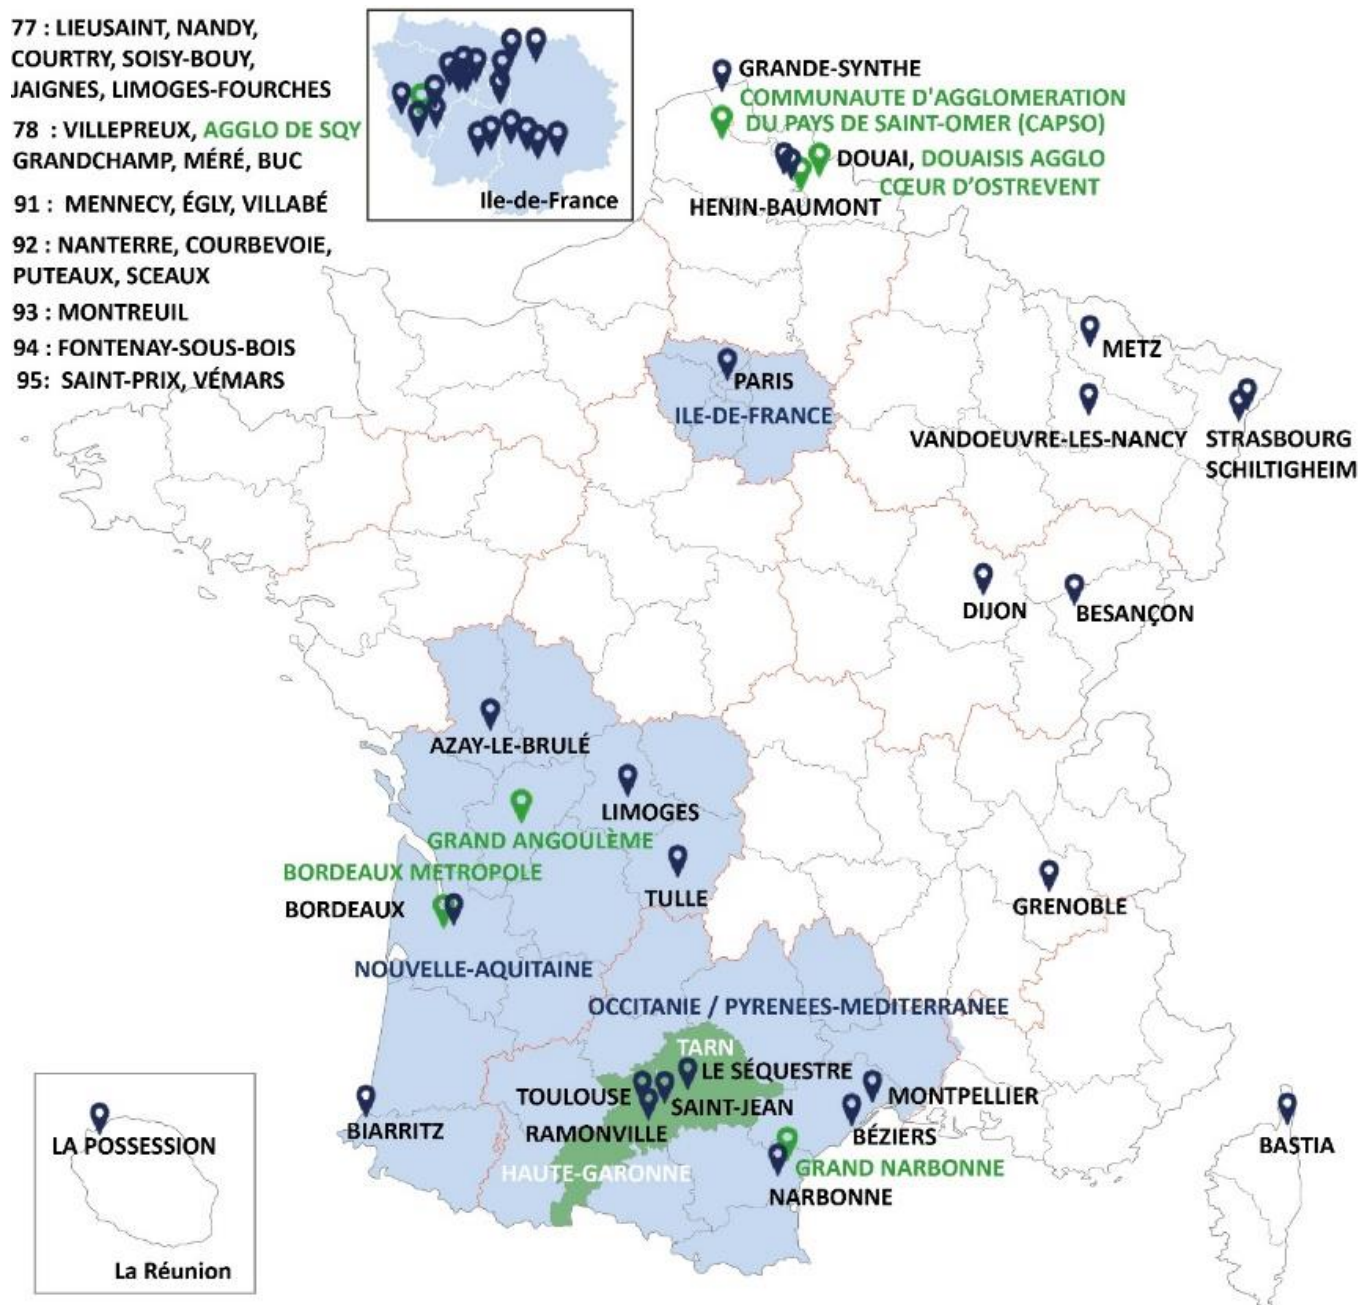 77 : LIEUSAINT, NANDY,
COURTRY, SOISY-BOUY,
JAIGNES, LIMOGES-FOURCHES
78 : VILLEPREUX, AGGLO DE SQY
GRANDCHAMP, MÉRÉ, BUC
91 : MENNECY, ÉGLY, VILLABÉ
92 : NANTERRE, COURBEVOIE,
PUTEAUX, SCEAUX
93 : MONTREUIL
94 : FONTENAY-SOUS-BOIS
95: SAINT-PRIX, VÉMARS
Ile-de-France
GRANDE-SYNTHE
COMMUNAUTE D'AGGLOMERATION
DU PAYS DE SAINT-OMER (CAPSO)
DOUAI, DOUAISIS AGGLO
CŒUR D'OSTREVENT
HENIN-BAUMONT
METZ
PARIS
ILE-DE-FRANCE
VANDOEUVRE-LES-NANCY
STRASBOURG
SCHILTIGHEIM
DIJON
BESANÇON
AZAY-LE-BRULÉ
LIMOGES
GRAND ANGOULÈME
BORDEAUX METROPOLE
TULLE
BORDEAUX
GRENOBLE
NOUVELLE-AQUITAINE
OCCITANIE / PYRENEES-MEDITERRANEE
TARN
LE SÉQUESTRE
TOULOUSE
SAINT-JEAN
MONTPELLIER
RAMONVILLE
BIARRITZ
BÉZIERS
HAUTE-GARONNE
GRAND NARBONNE
NARBONNE
BASTIA
LA POSSESSION
La Réunion